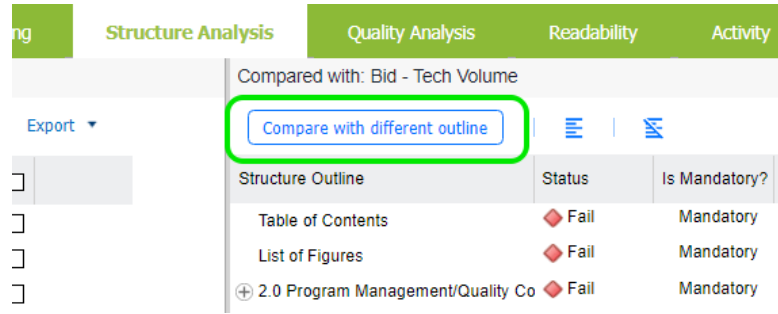 ng Structure Analysis Quality Analysis Readability Activity
Compared with: Bid - Tech Volume
Export Compare with different outline
Structure Outline Status Is Mandatory?
Table of Contents Fail Mandatory
List of Figures Fail Mandatory
2.0 Program Management/Quality Co Fail Mandatory